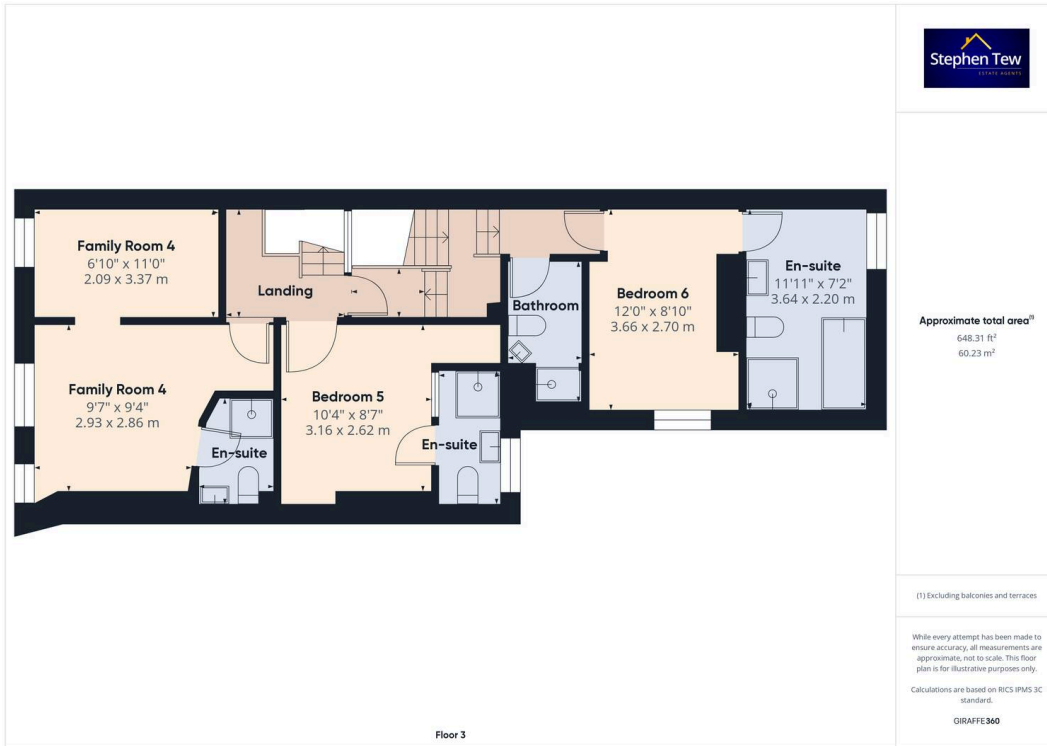 Stephen Tew
ESTATE AGENTS
Family Room 4
6'10" x 11'0"
2.09 x 3.37 m
Landing
Bathroom
Bedroom 6
12'0" x 8'10"
3.66 x 2.70 m
En-suite
11'11" x 7'2"
3.64 x 2.20 m
Family Room 4
9'7" x 9'4"
2.93 x 2.86 m
En-suite
Bedroom 5
10'4" x 8'7"
3.16 x 2.62 m
En-suite
Floor 3
Approximate total area⁽¹⁾
648.31 ft²
60.23 m²
(1) Excluding balconies and terraces
While every attempt has been made to
ensure accuracy, all measurements are
approximate, not to scale. This floor
plan is for illustrative purposes only.
Calculations are based on RICS IPMS 3C
standard.
GIRAFFE360